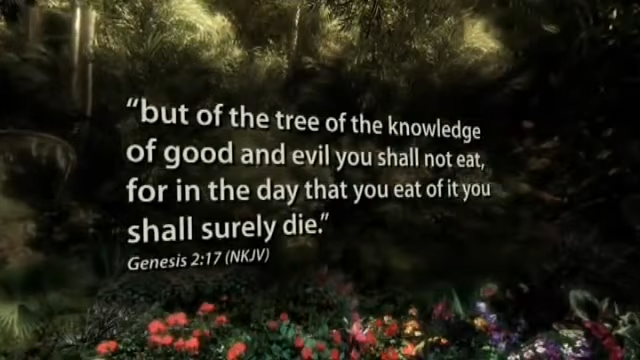 “but of the tree of the knowledge
of good and evil you shall not eat,
for in the day that you eat of it you
shall surely die.”
Genesis 2:17 (NKJV)